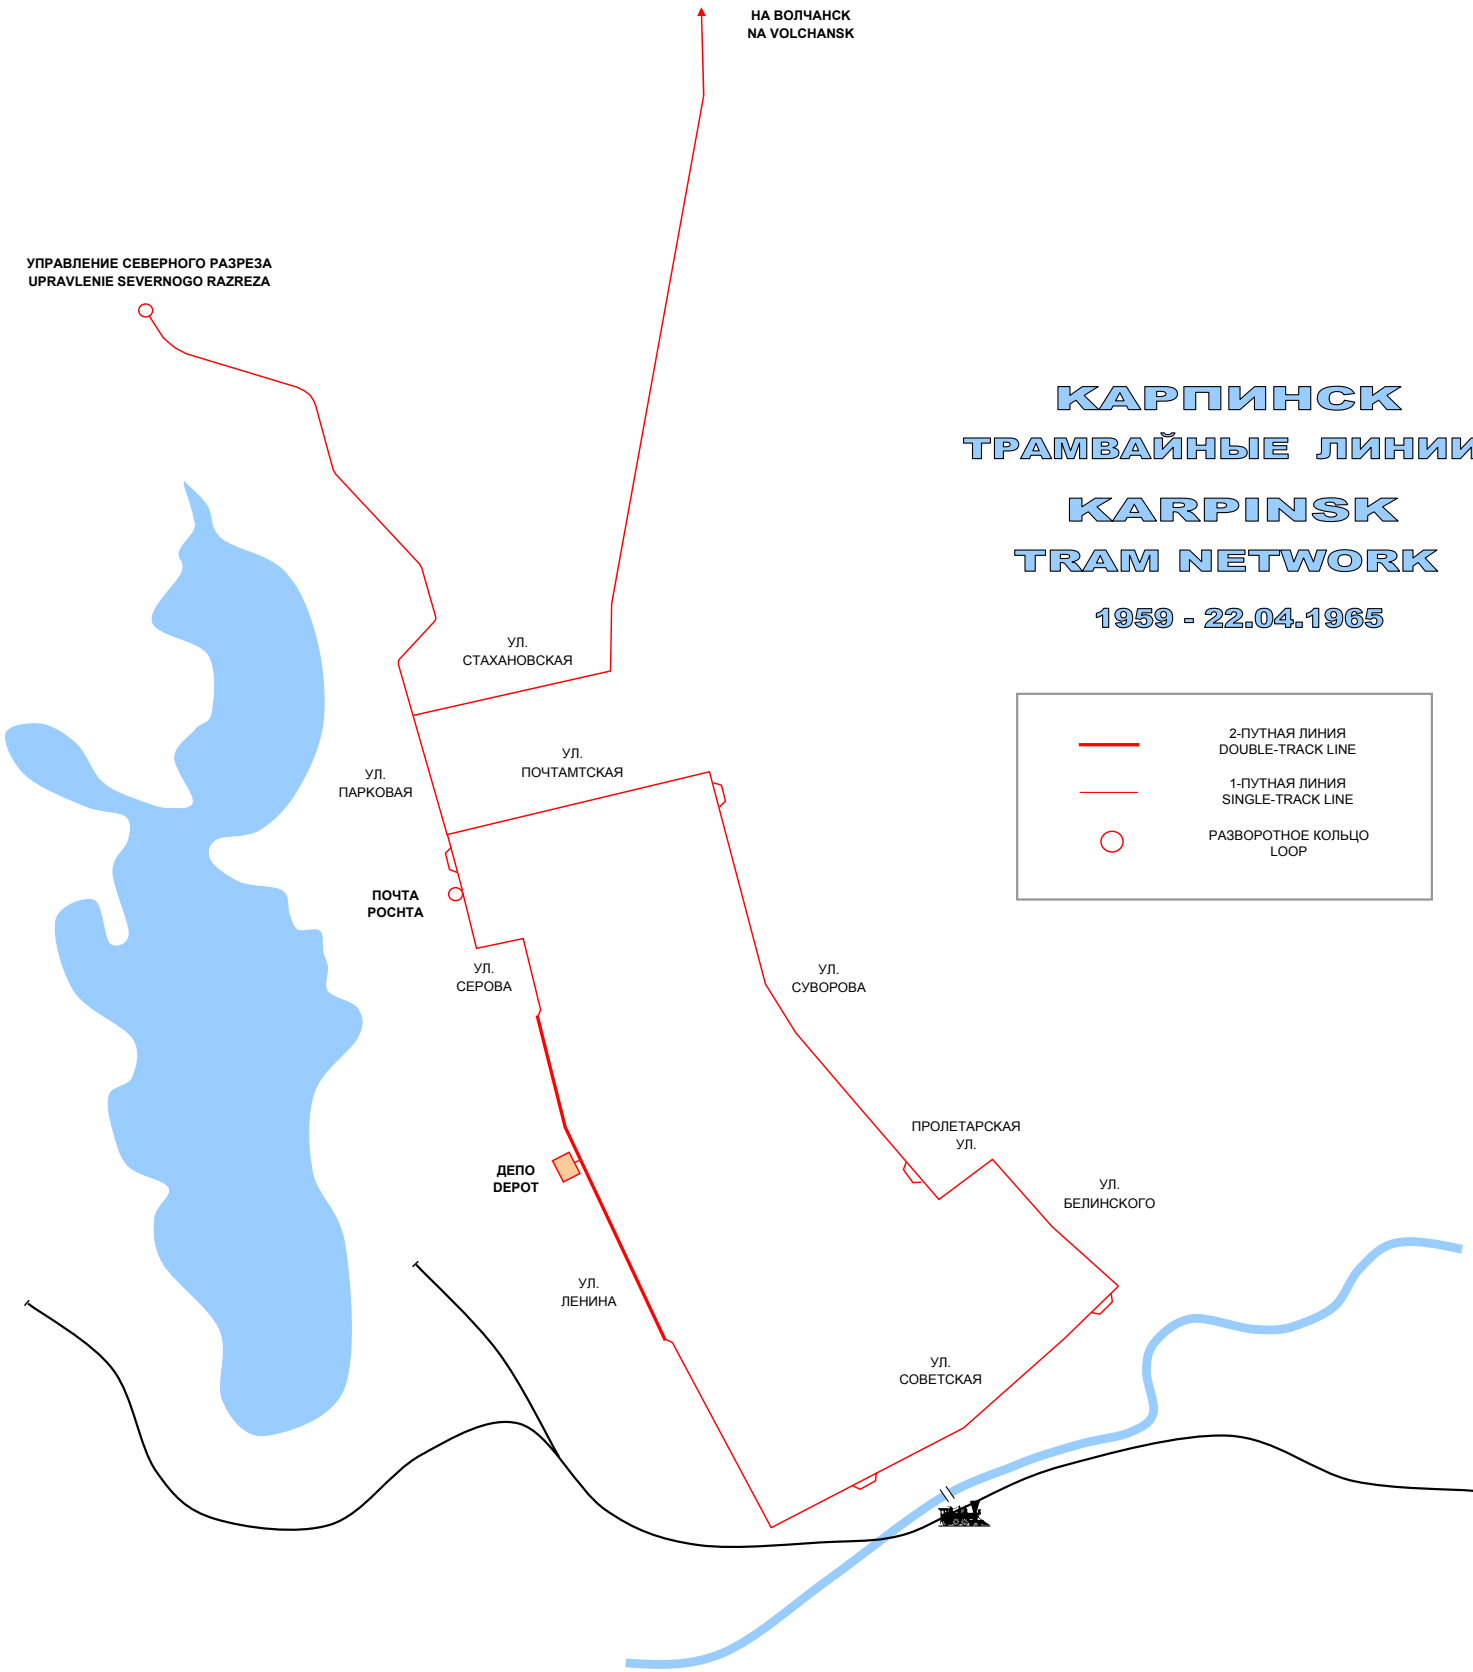 НА ВОЛЧАНСК
NA VOLCHANSK
УПРАВЛЕНИЕ СЕВЕРНОГО РАЗРЕЗА
UPRAVLENIE SEVERNOGO RAZREZA
КАРПИНСК
ТРАМВАЙНЫЕ ЛИНИИ
KARPINSK
TRAM NETWORK
1959 - 22.04.1965
УЛ.
СТАХАНОВСКАЯ
2-ПУТНАЯ ЛИНИЯ
DOUBLE-TRACK LINE
1-ПУТНАЯ ЛИНИЯ
SINGLE-TRACK LINE
РАЗВОРОТНОЕ КОЛЬЦО
LOOP
УЛ.
ПОЧТАМТСКАЯ
УЛ.
ПАРКОВАЯ
ПОЧТА
POCHTA
УЛ.
СЕРОВА
УЛ.
СУВОРОВА
ПРОЛЕТАРСКАЯ
УЛ.
ДЕПО
DEPOT
УЛ.
БЕЛИНСКОГО
УЛ.
ЛЕНИНА
УЛ.
СОВЕТСКАЯ